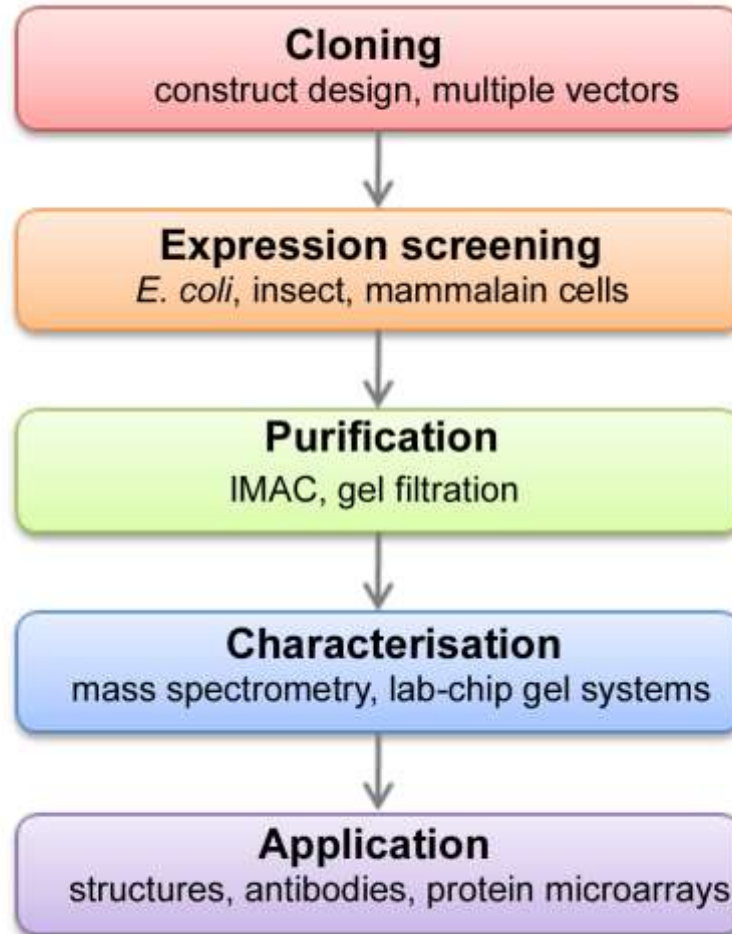 Cloning
construct design, multiple vectors
Expression screening
E. coli, insect, mammalain cells
Purification
IMAC, gel filtration
Characterisation
mass spectrometry, lab-chip gel systems
Application
structures, antibodies, protein microarrays